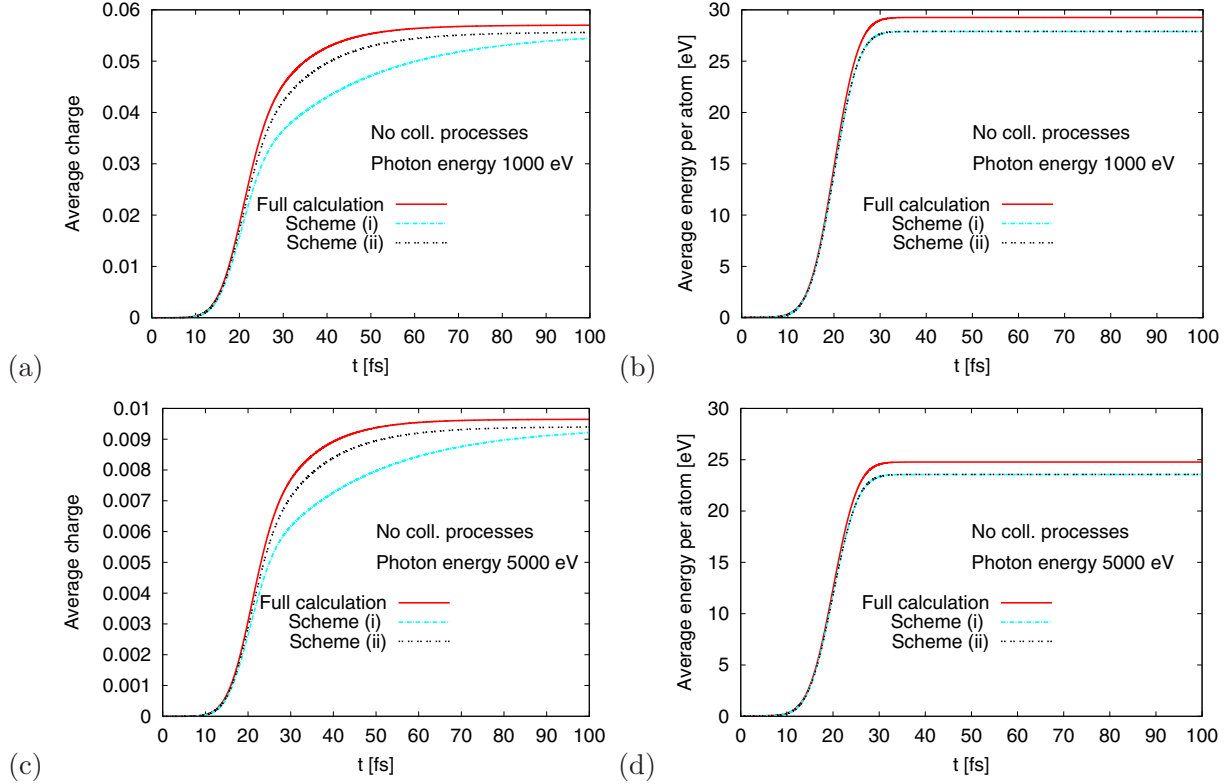 0.06
0.05
0.04
0.03
0.02
0.01
0
0 10 20 30 40 50 60 70 80 90 100
Average charge
t [fs]
No coll. processes
Photon energy 1000 eV
Full calculation
Scheme (i)
Scheme (ii)
(a)
30
25
20
15
10
5
0
0 10 20 30 40 50 60 70 80 90 100
Average energy per atom [eV]
t [fs]
No coll. processes
Photon energy 1000 eV
Full calculation
Scheme (i)
Scheme (ii)
(b)
0.01
0.009
0.008
0.007
0.006
0.005
0.004
0.003
0.002
0.001
0
0 10 20 30 40 50 60 70 80 90 100
Average charge
t [fs]
No coll. processes
Photon energy 5000 eV
Full calculation
Scheme (i)
Scheme (ii)
(c)
30
25
20
15
10
5
0
0 10 20 30 40 50 60 70 80 90 100
Average energy per atom [eV]
t [fs]
No coll. processes
Photon energy 5000 eV
Full calculation
Scheme (i)
Scheme (ii)
(d)